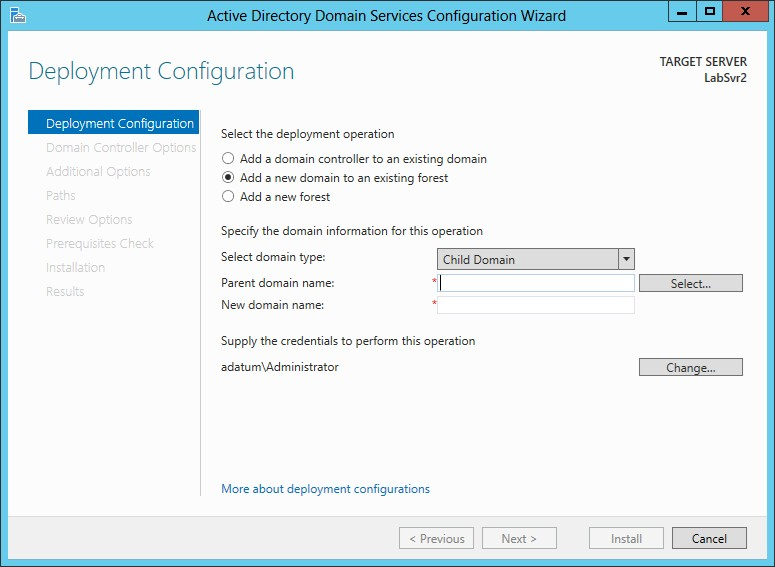 Active Directory Domain Services Configuration Wizard
Deployment Configuration
TARGET SERVER
LabSvr2
Deployment Configuration
Domain Controller Options
Additional Options
Paths
Review Options
Prerequisites Check
Installation
Results
Select the deployment operation
Add a domain controller to an existing domain
Add a new domain to an existing forest
Add a new forest
Specify the domain information for this operation
Select domain type: Child Domain
Parent domain name: * Select...
New domain name: *
Supply the credentials to perform this operation
adatum\Administrator Change...
More about deployment configurations
< Previous Next > Install Cancel